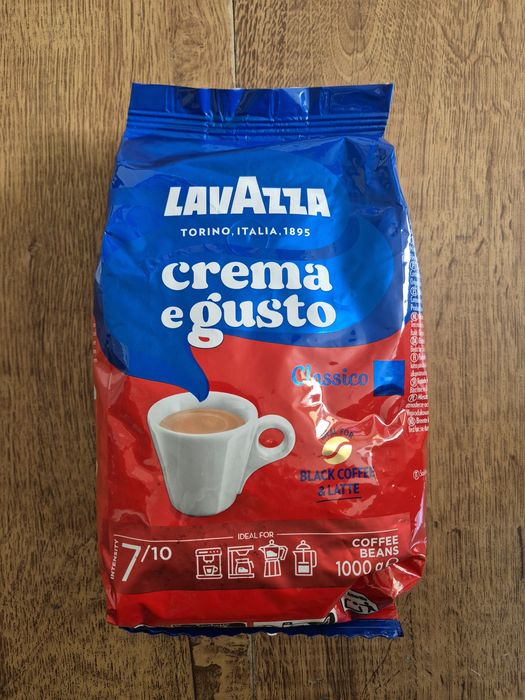 LAVAZZA
TORINO, ITALIA, 1895
crema
e gusto
Classico
BLACK COFFEE
& LATTE
INTENSITY
7/10
IDEAL FOR
COFFEE
BEANS
1000 g e